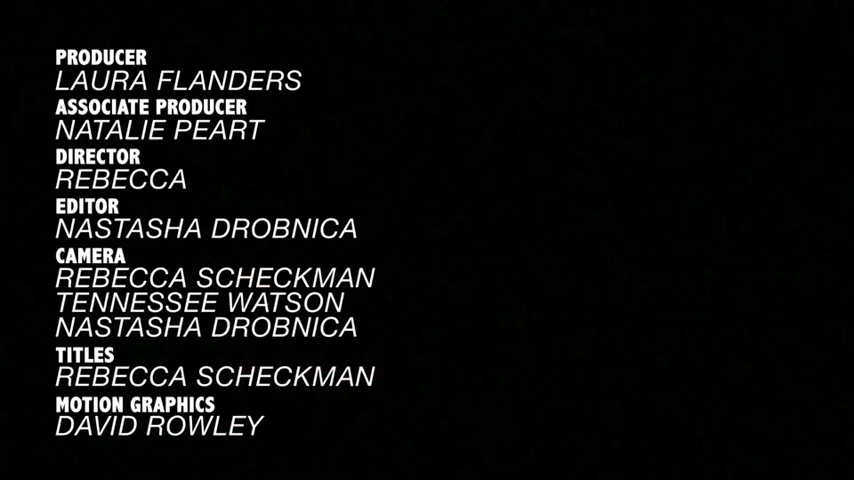 PRODUCER
LAURA FLANDERS
ASSOCIATE PRODUCER
NATALIE PEART
DIRECTOR
REBECCA
EDITOR
NASTASHA DROBNICA
CAMERA
REBECCA SCHECKMAN
TENNESSEE WATSON
NASTASHA DROBNICA
TITLES
REBECCA SCHECKMAN
MOTION GRAPHICS
DAVID ROWLEY